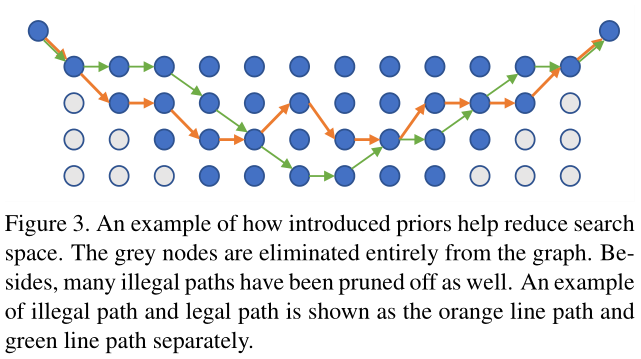 Figure 3. An example of how introduced priors help reduce search
space. The grey nodes are eliminated entirely from the graph. Be-
sides, many illegal paths have been pruned off as well. An example
of illegal path and legal path is shown as the orange line path and
green line path separately.